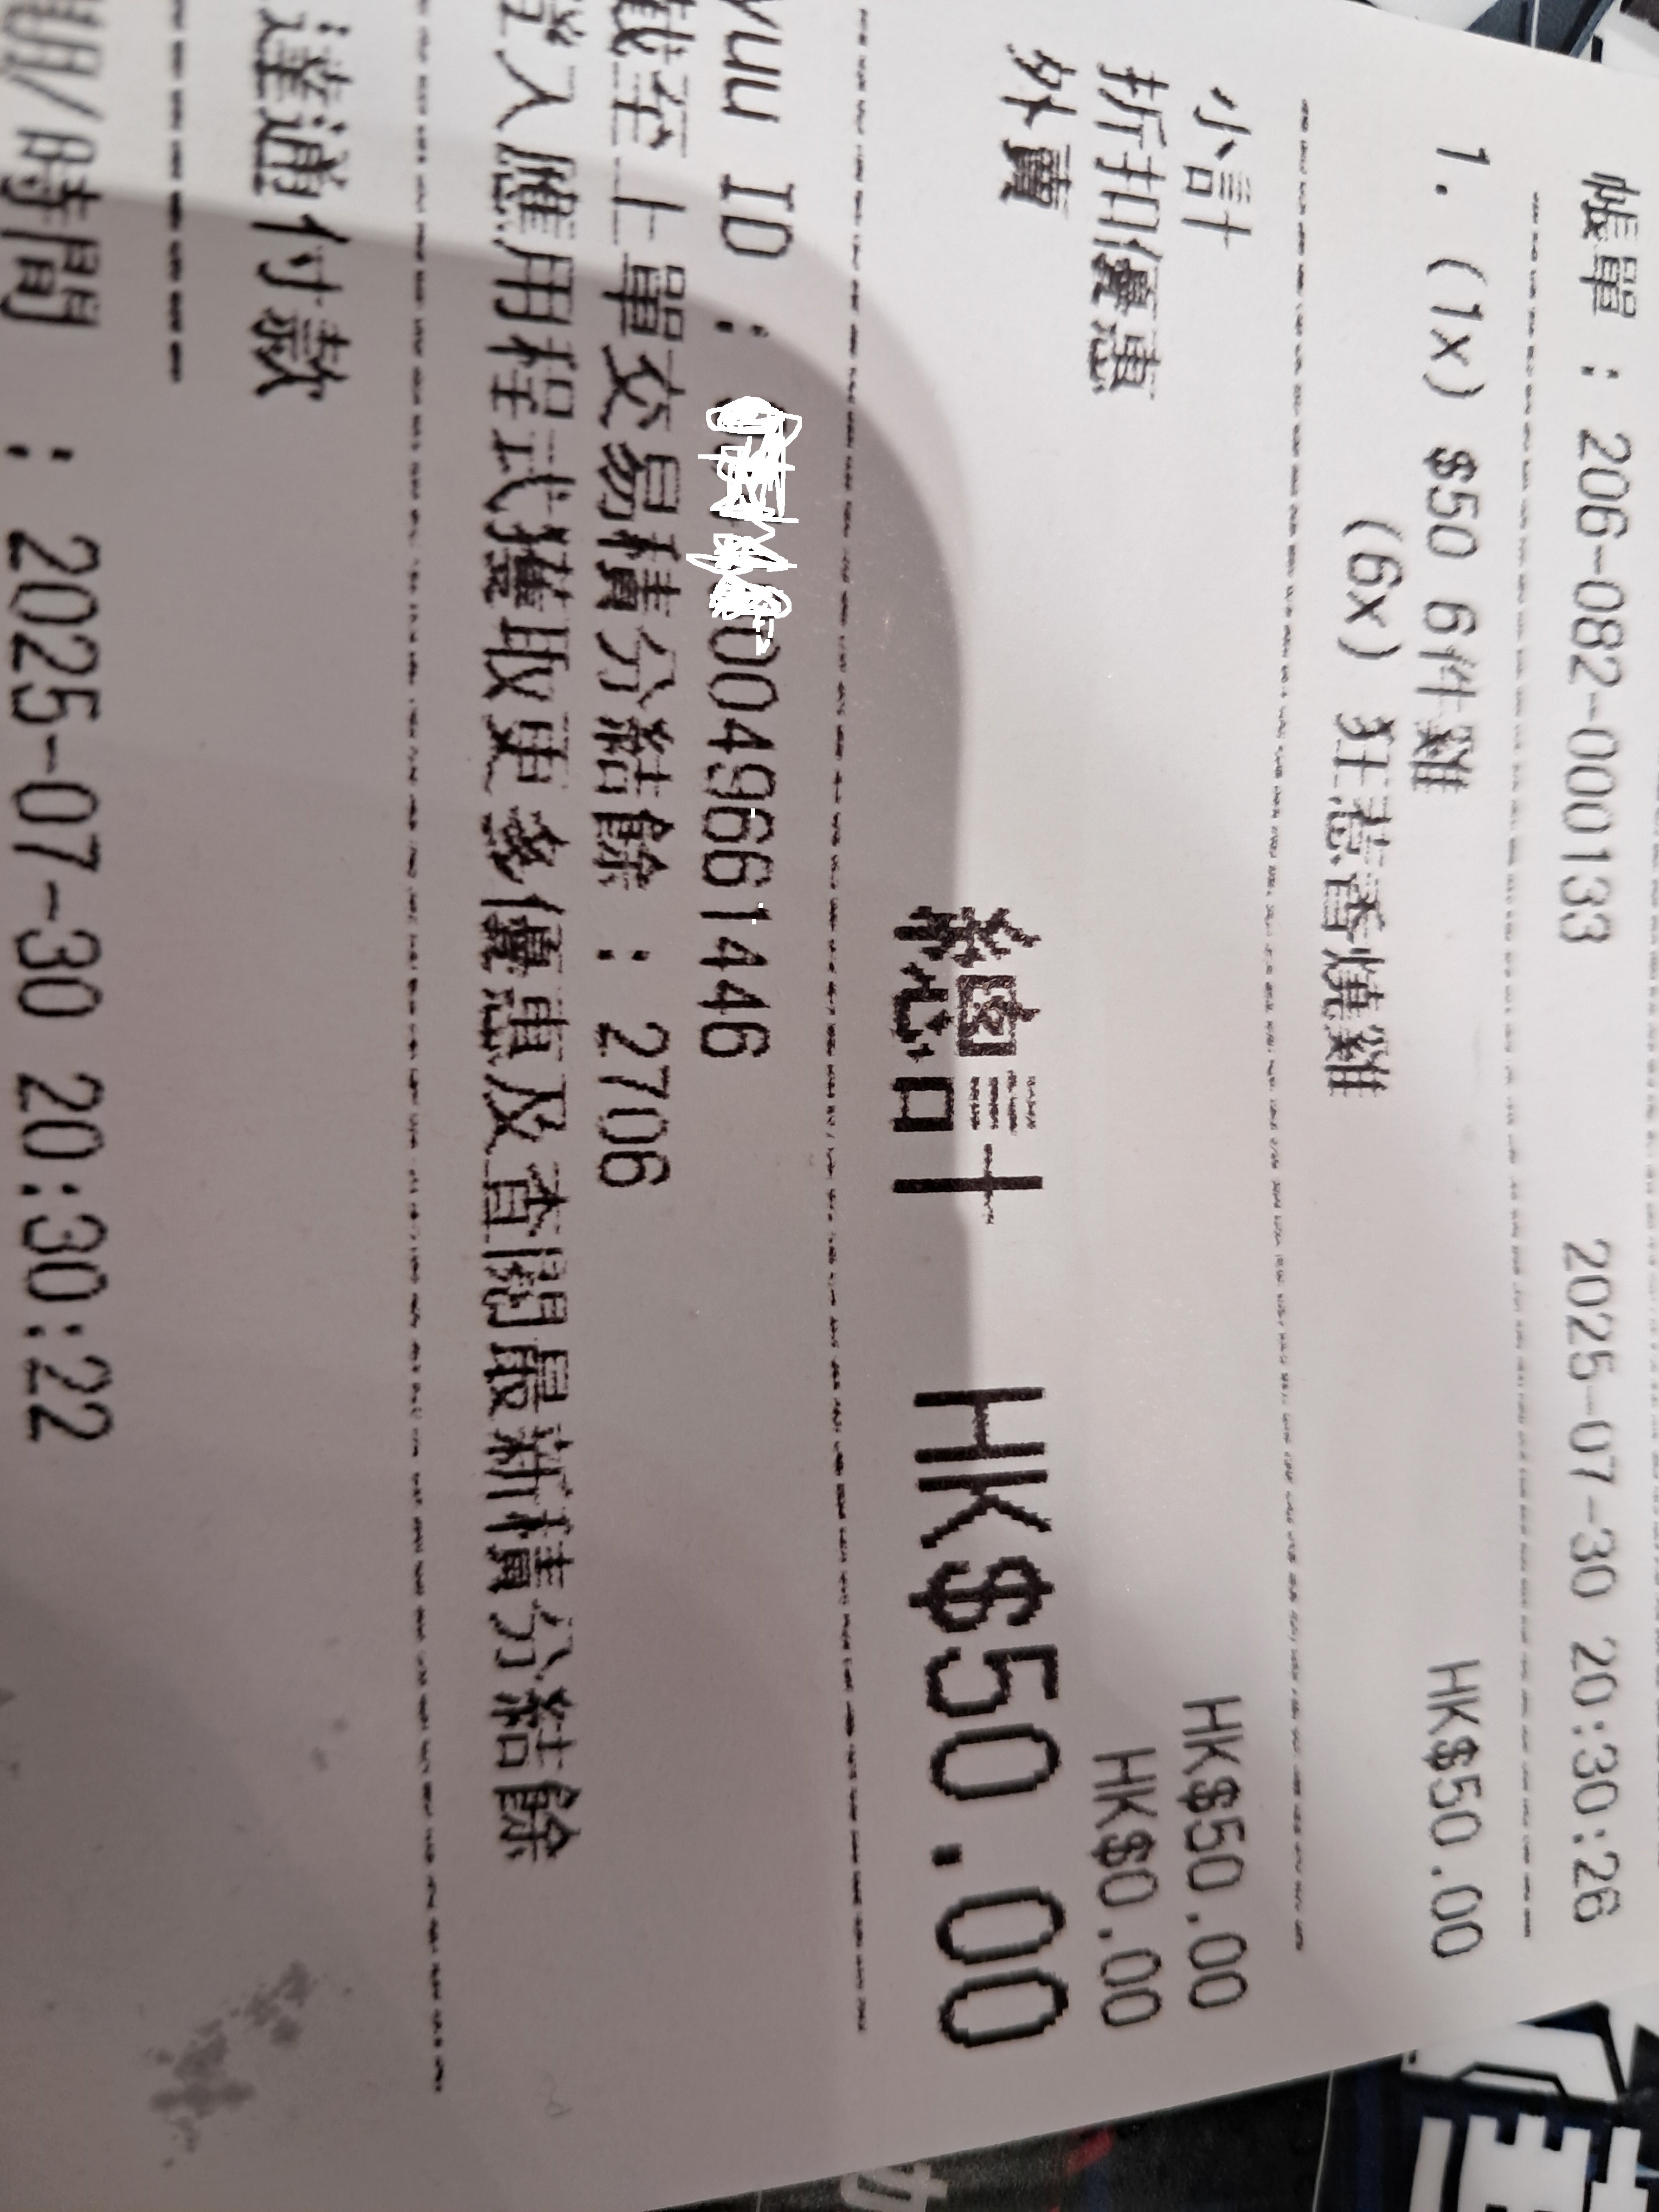 帳單 : 206-082-000133 2025-07-30 20:30:26
1. (1x) $50 6件雞 HK$50.00
(6x) 狂惹香燒雞
小計 HK$50.00
折扣優惠 HK$0.00
外賣
總計 HK$50.00
yuu ID : 0049661446
截至上單交易積分結餘 : 2706
登入應用程式獲取更多優惠及查閱最新積分結餘
八達通付款
日期/時間 : 2025-07-30 20:30:22